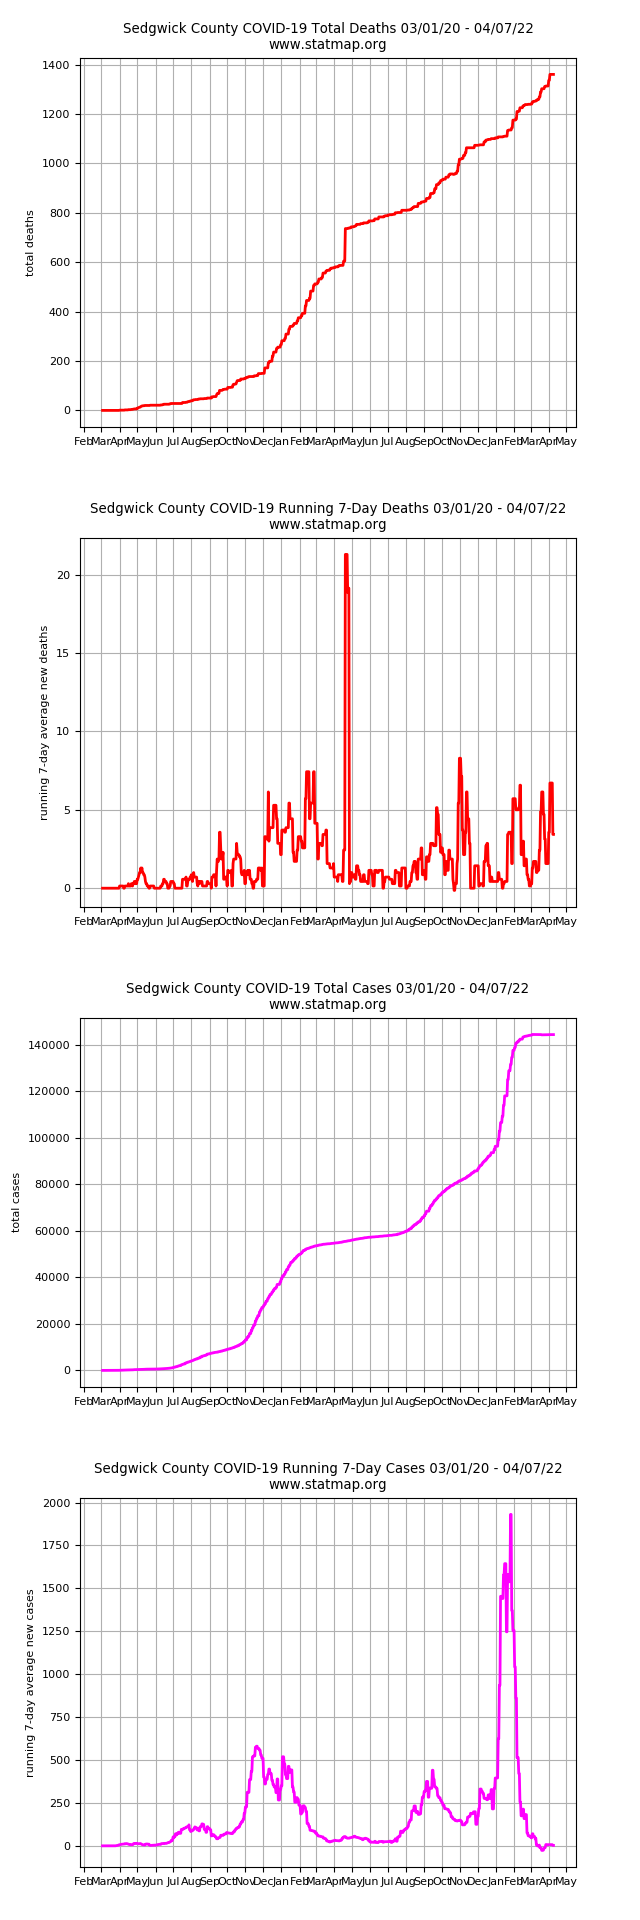 Sedgwick County COVID-19 Total Deaths 03/01/20 - 04/07/22
www.statmap.org
1400
1200
1000
800
600
400
200
0
total deaths
Feb Mar Apr May Jun Jul Aug Sep Oct Nov Dec Jan Feb Mar Apr May Jun Jul Aug Sep Oct Nov Dec Jan Feb Mar Apr May
Sedgwick County COVID-19 Running 7-Day Deaths 03/01/20 - 04/07/22
www.statmap.org
20
15
10
5
0
running 7-day average new deaths
Feb Mar Apr May Jun Jul Aug Sep Oct Nov Dec Jan Feb Mar Apr May Jun Jul Aug Sep Oct Nov Dec Jan Feb Mar Apr May
Sedgwick County COVID-19 Total Cases 03/01/20 - 04/07/22
www.statmap.org
140000
120000
100000
80000
60000
40000
20000
0
total cases
Feb Mar Apr May Jun Jul Aug Sep Oct Nov Dec Jan Feb Mar Apr May Jun Jul Aug Sep Oct Nov Dec Jan Feb Mar Apr May
Sedgwick County COVID-19 Running 7-Day Cases 03/01/20 - 04/07/22
www.statmap.org
2000
1750
1500
1250
1000
750
500
250
0
running 7-day average new cases
Feb Mar Apr May Jun Jul Aug Sep Oct Nov Dec Jan Feb Mar Apr May Jun Jul Aug Sep Oct Nov Dec Jan Feb Mar Apr May